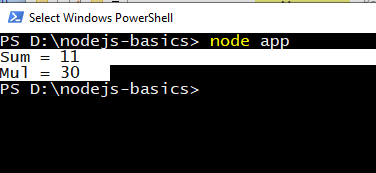 Select Windows PowerShell
PS D:\nodejs-basics> node app
Sum = 11
Mul = 30
PS D:\nodejs-basics>